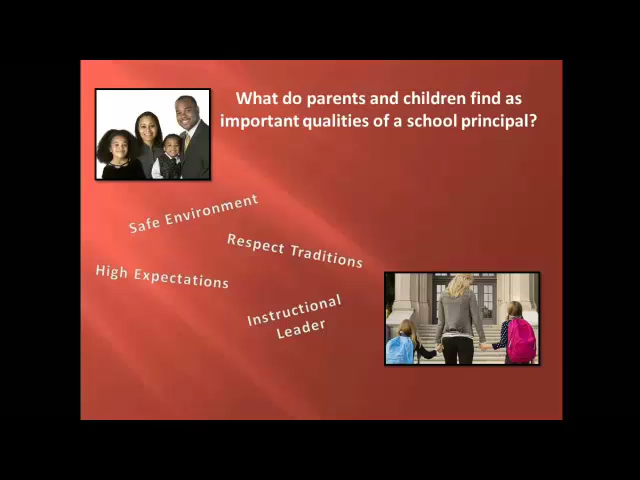 What do parents and children find as
important qualities of a school principal?
Safe Environment
Respect Traditions
High Expectations
Instructional
Leader